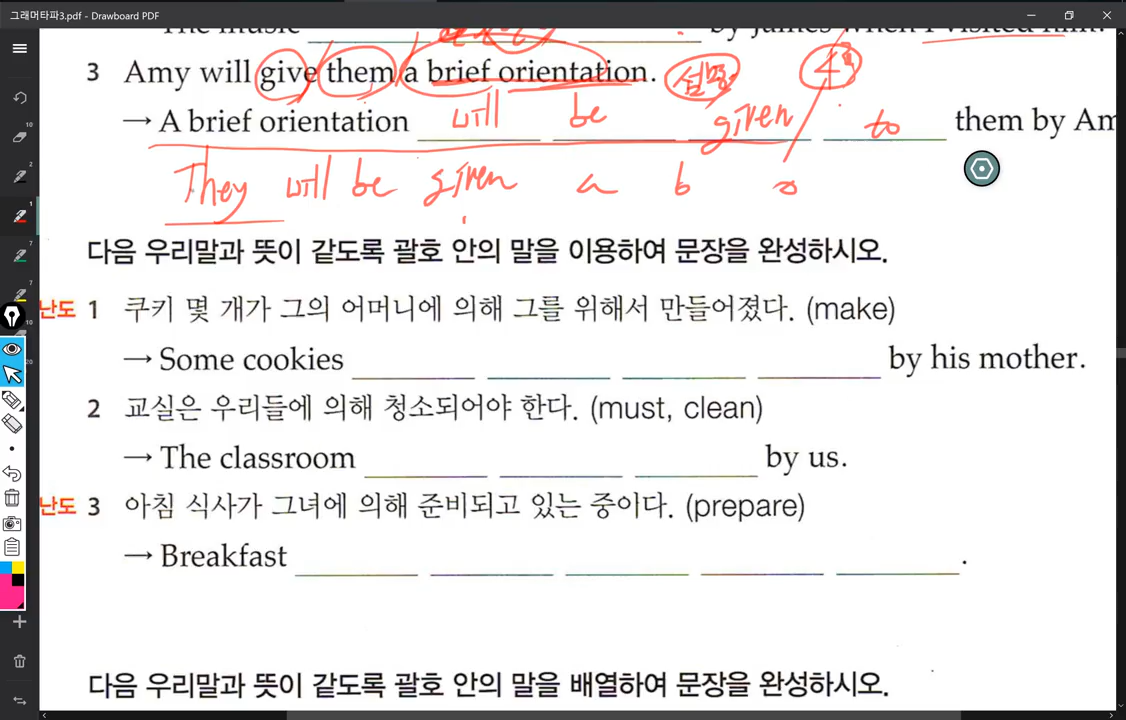 그래머타파3.pdf - Drawboard PDF
The music by James when I visited him.
3 Amy will give them a brief orientation. 설명 4형
→ A brief orientation will be given to them by Am
They will be given a b o
다음 우리말과 뜻이 같도록 괄호 안의 말을 이용하여 문장을 완성하시오.
난도 1 쿠키 몇 개가 그의 어머니에 의해 그를 위해서 만들어졌다. (make)
→ Some cookies by his mother.
2 교실은 우리들에 의해 청소되어야 한다. (must, clean)
→ The classroom by us.
난도 3 아침 식사가 그녀에 의해 준비되고 있는 중이다. (prepare)
→ Breakfast .
다음 우리말과 뜻이 같도록 괄호 안의 말을 배열하여 문장을 완성하시오.